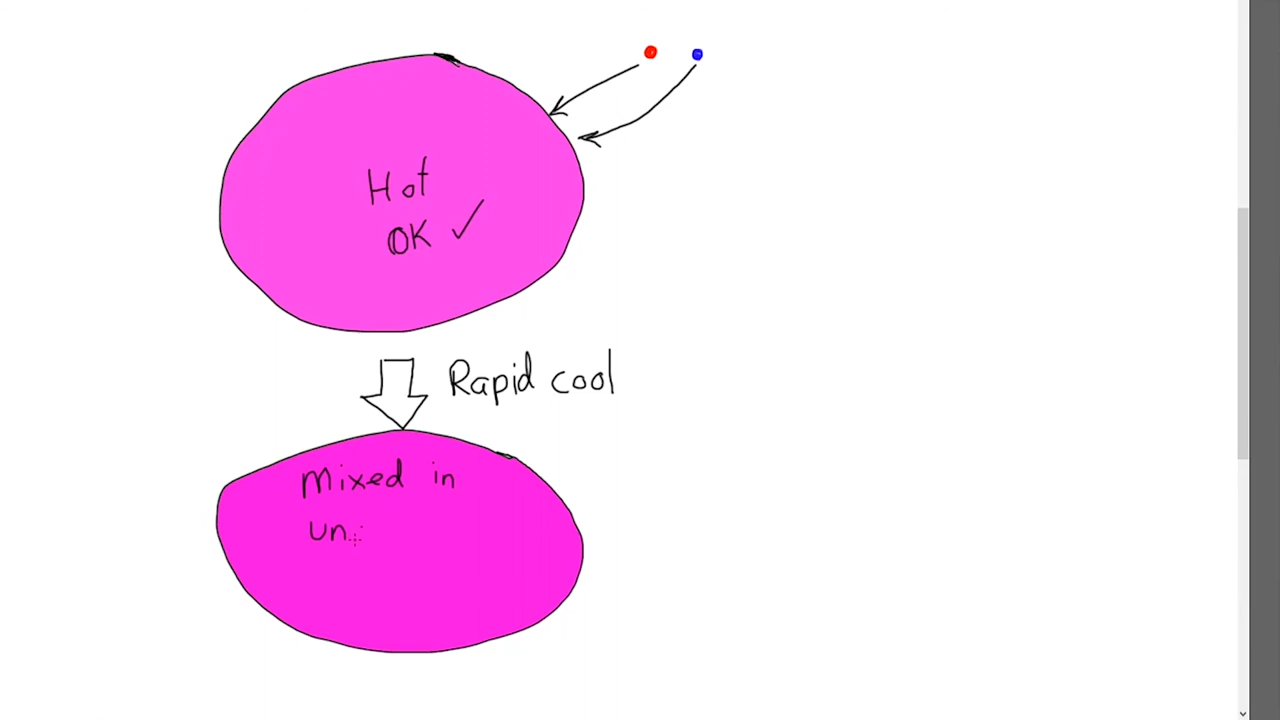 Hot
OK ✓
Rapid cool
Mixed in
un